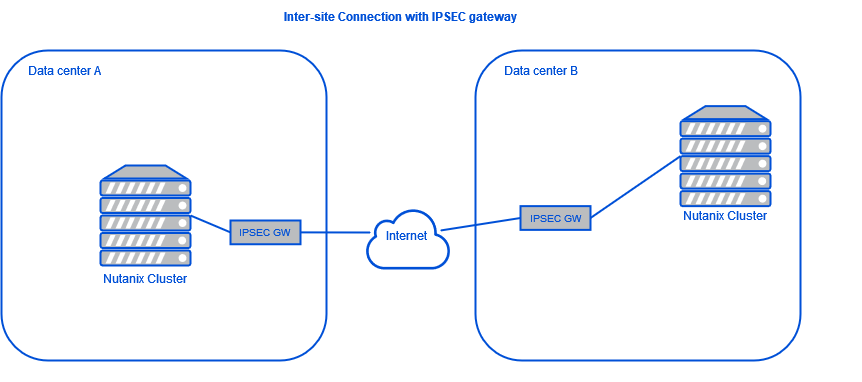 Inter-site Connection with IPSEC gateway
Data center A
Data center B
Nutanix Cluster
IPSEC GW
Internet
IPSEC GW
Nutanix Cluster